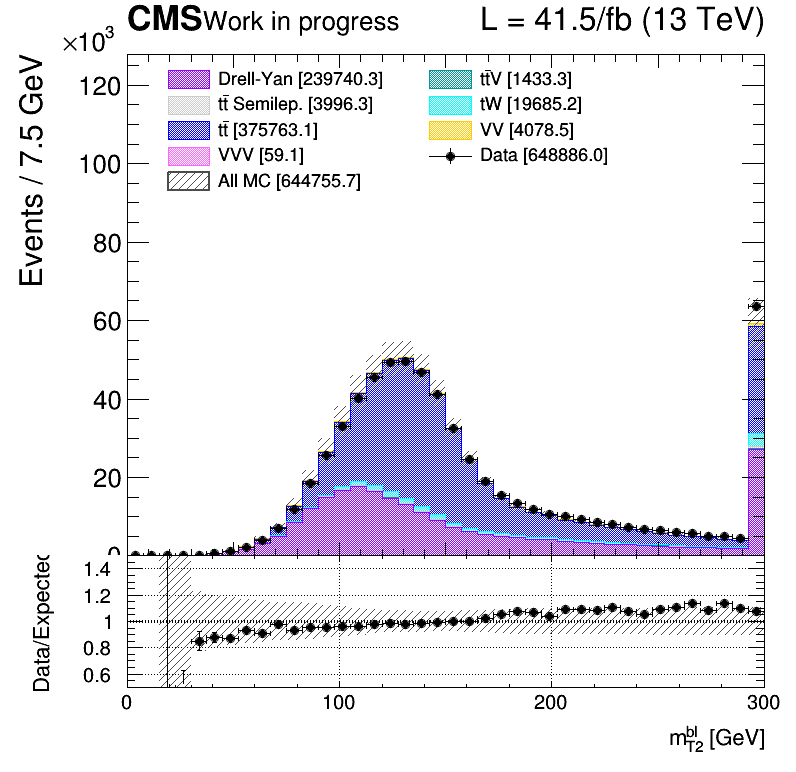 CMS Work in progress L = 41.5/fb (13 TeV)
×10³
Events / 7.5 GeV
120
100
80
60
40
20
0
Drell-Yan [239740.3]
tt̄ Semilep. [3996.3]
tt̄ [375763.1]
VVV [59.1]
All MC [644755.7]
tt̄V [1433.3]
tW [19685.2]
VV [4078.5]
Data [648886.0]
Data/Expected
1.4
1.2
1
0.8
0.6
0 100 200 300
m_{T2}^{bl} [GeV]